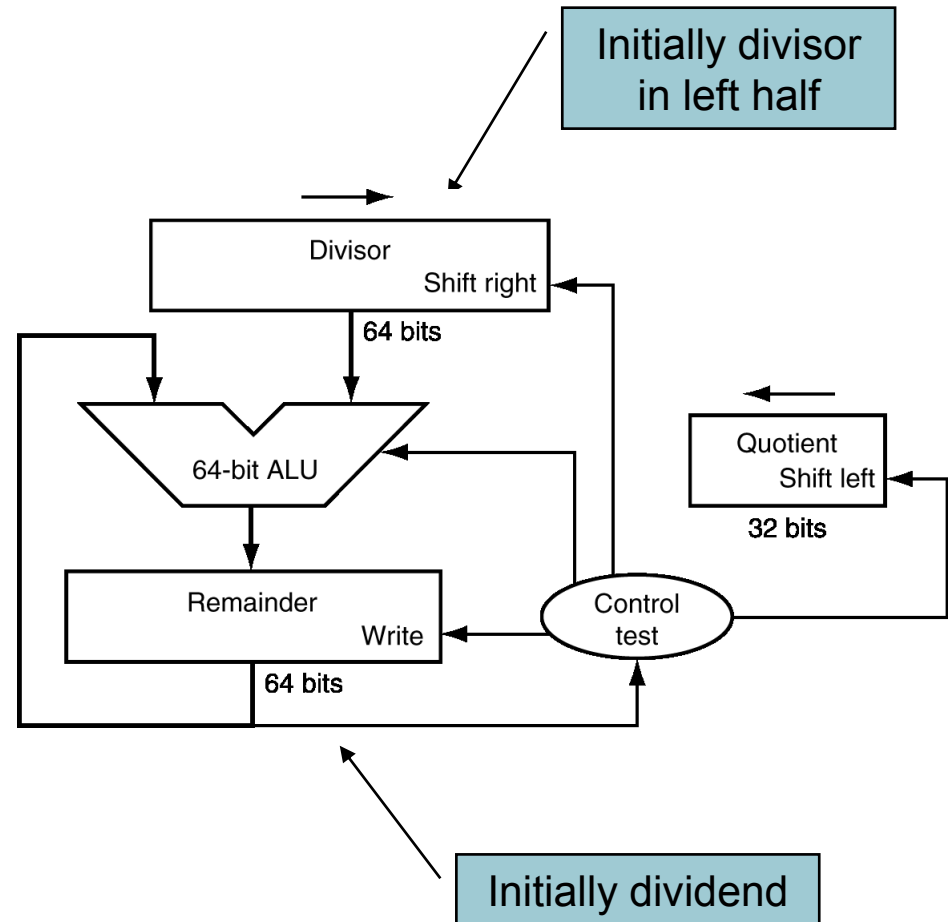 Initially divisor
in left half
Divisor
Shift right
64 bits
64-bit ALU
Quotient
Shift left
32 bits
Remainder
Write
Control
test
64 bits
Initially dividend